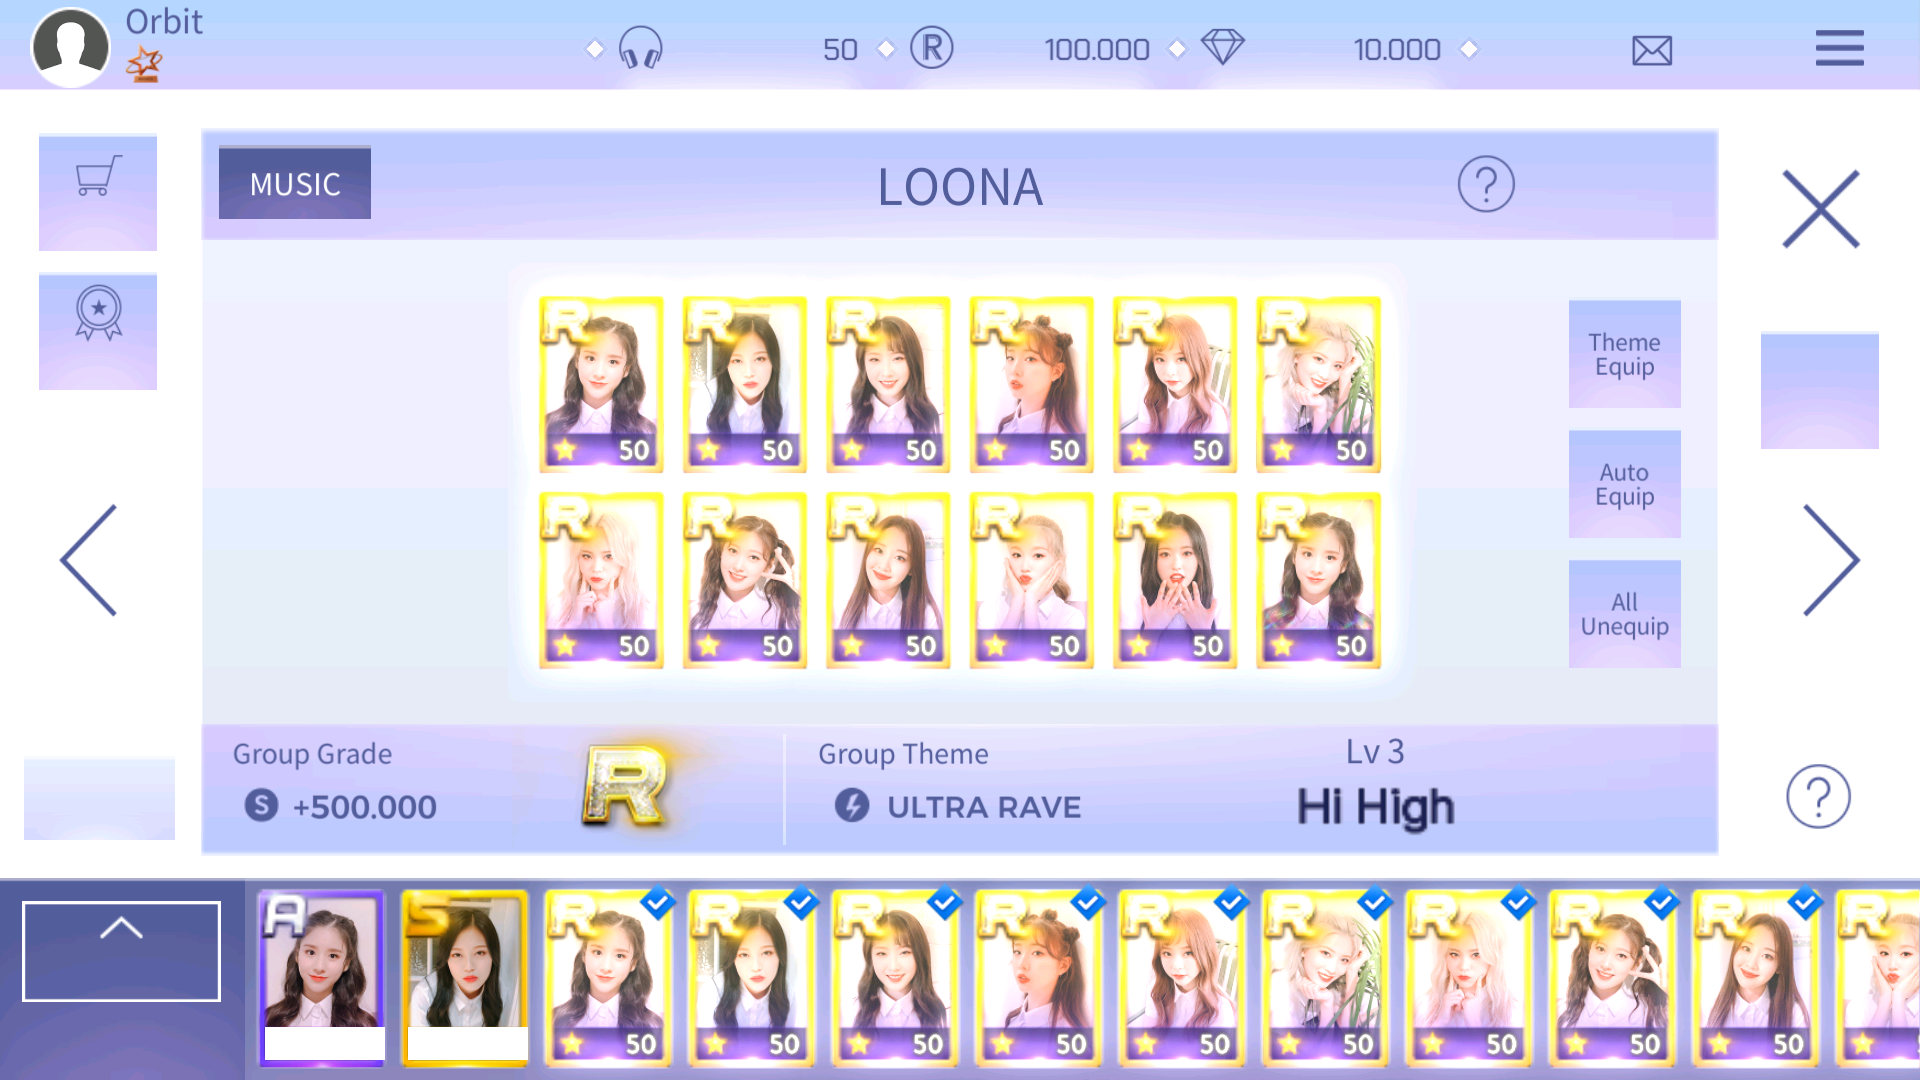 Orbit
50
R
100.000
10.000
MUSIC
LOONA
?
R R R R R R
50 50 50 50 50 50
R R R R R R
50 50 50 50 50 50
Theme
Equip
Auto
Equip
All
Unequip
Group Grade
S +500.000
R
Group Theme
ULTRA RAVE
Lv 3
Hi High
?
A S R R R R R R R R R R
50 50 50 50 50 50 50 50 50